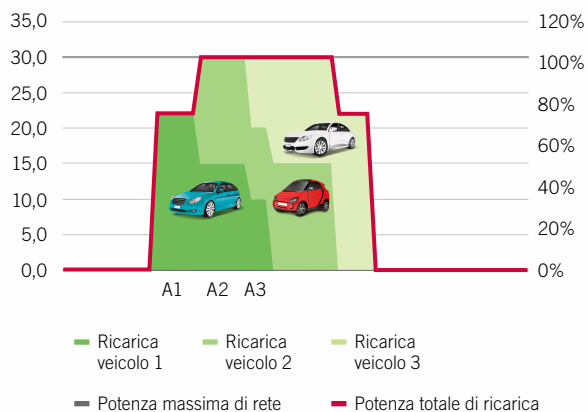 35,0 120%
30,0 100%
25,0
20,0 80%
15,0 60%
10,0 40%
5,0 20%
0,0 0%
A1 A2 A3
Ricarica veicolo 1
Ricarica veicolo 2
Ricarica veicolo 3
Potenza massima di rete
Potenza totale di ricarica